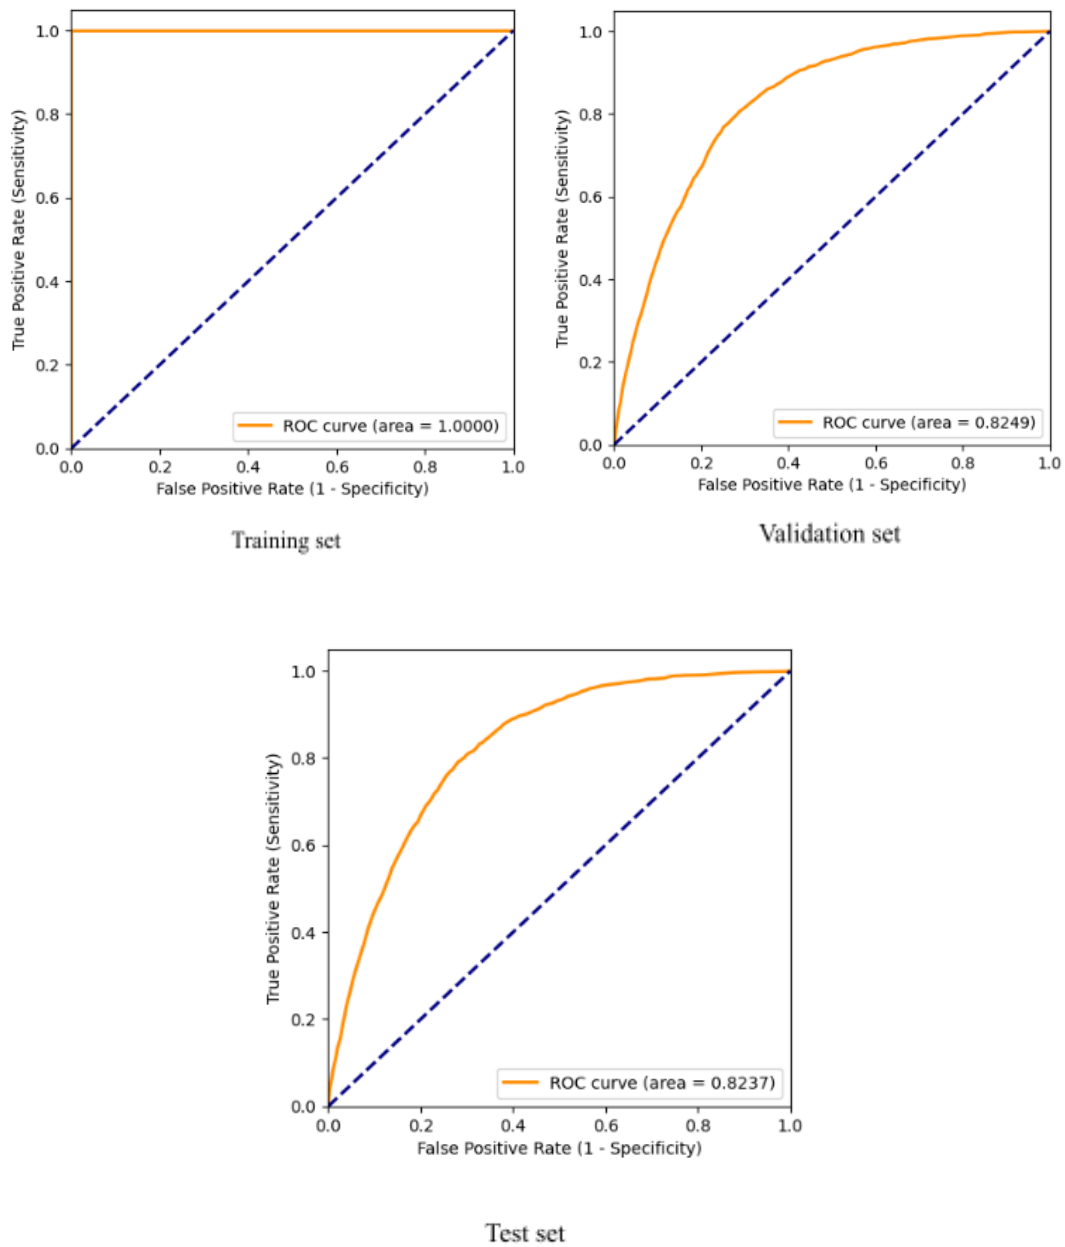 True Positive Rate (Sensitivity)
1.0
0.8
0.6
0.4
0.2
0.0
ROC curve (area = 1.0000)
0.0 0.2 0.4 0.6 0.8 1.0
False Positive Rate (1 - Specificity)
Training set
True Positive Rate (Sensitivity)
1.0
0.8
0.6
0.4
0.2
0.0
ROC curve (area = 0.8249)
0.0 0.2 0.4 0.6 0.8 1.0
False Positive Rate (1 - Specificity)
Validation set
True Positive Rate (Sensitivity)
1.0
0.8
0.6
0.4
0.2
0.0
ROC curve (area = 0.8237)
0.0 0.2 0.4 0.6 0.8 1.0
False Positive Rate (1 - Specificity)
Test set